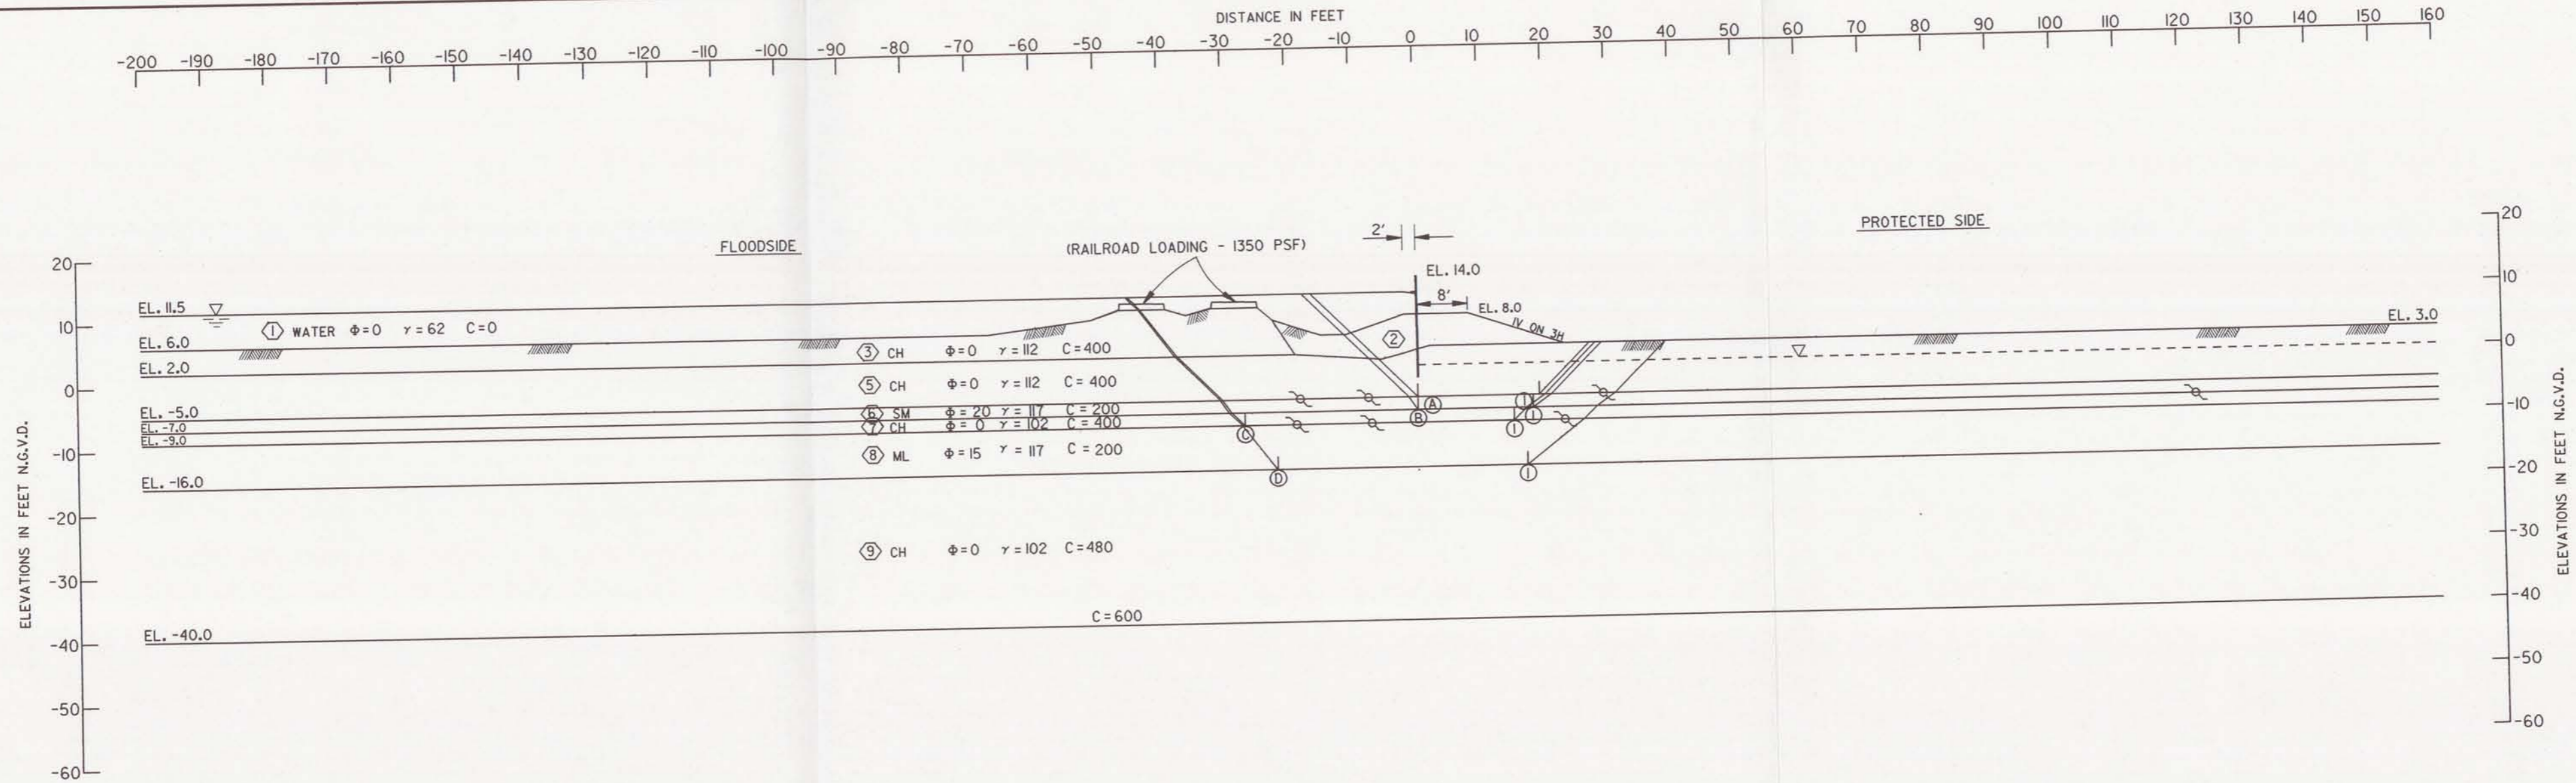 DISTANCE IN FEET
-200 -190 -180 -170 -160 -150 -140 -130 -120 -110 -100 -90 -80 -70 -60 -50 -40 -30 -20 -10 0 10 20 30 40 50 60 70 80 90 100 110 120 130 140 150 160
FLOODSIDE
(RAILROAD LOADING - 1350 PSF)
2'
PROTECTED SIDE
EL. 14.0
8'
EL. 8.0
1V ON 3H
EL. 3.0
EL. 11.5
1 WATER Φ=0 γ=62 C=0
EL. 6.0
2
3 CH Φ=0 γ=112 C=400
EL. 2.0
5 CH Φ=0 γ=112 C=400
EL. -5.0
6 SM Φ=20 γ=117 C=200
EL. -7.0
7 CH Φ=0 γ=102 C=400
EL. -9.0
8 ML Φ=15 γ=117 C=200
EL. -16.0
A
B
C
D
1
1
1
1
9 CH Φ=0 γ=102 C=480
C=600
EL. -40.0
20
10
0
-10
-20
-30
-40
-50
-60
ELEVATIONS IN FEET N.G.V.D.
20
10
0
-10
-20
-30
-40
-50
-60
ELEVATIONS IN FEET N.G.V.D.